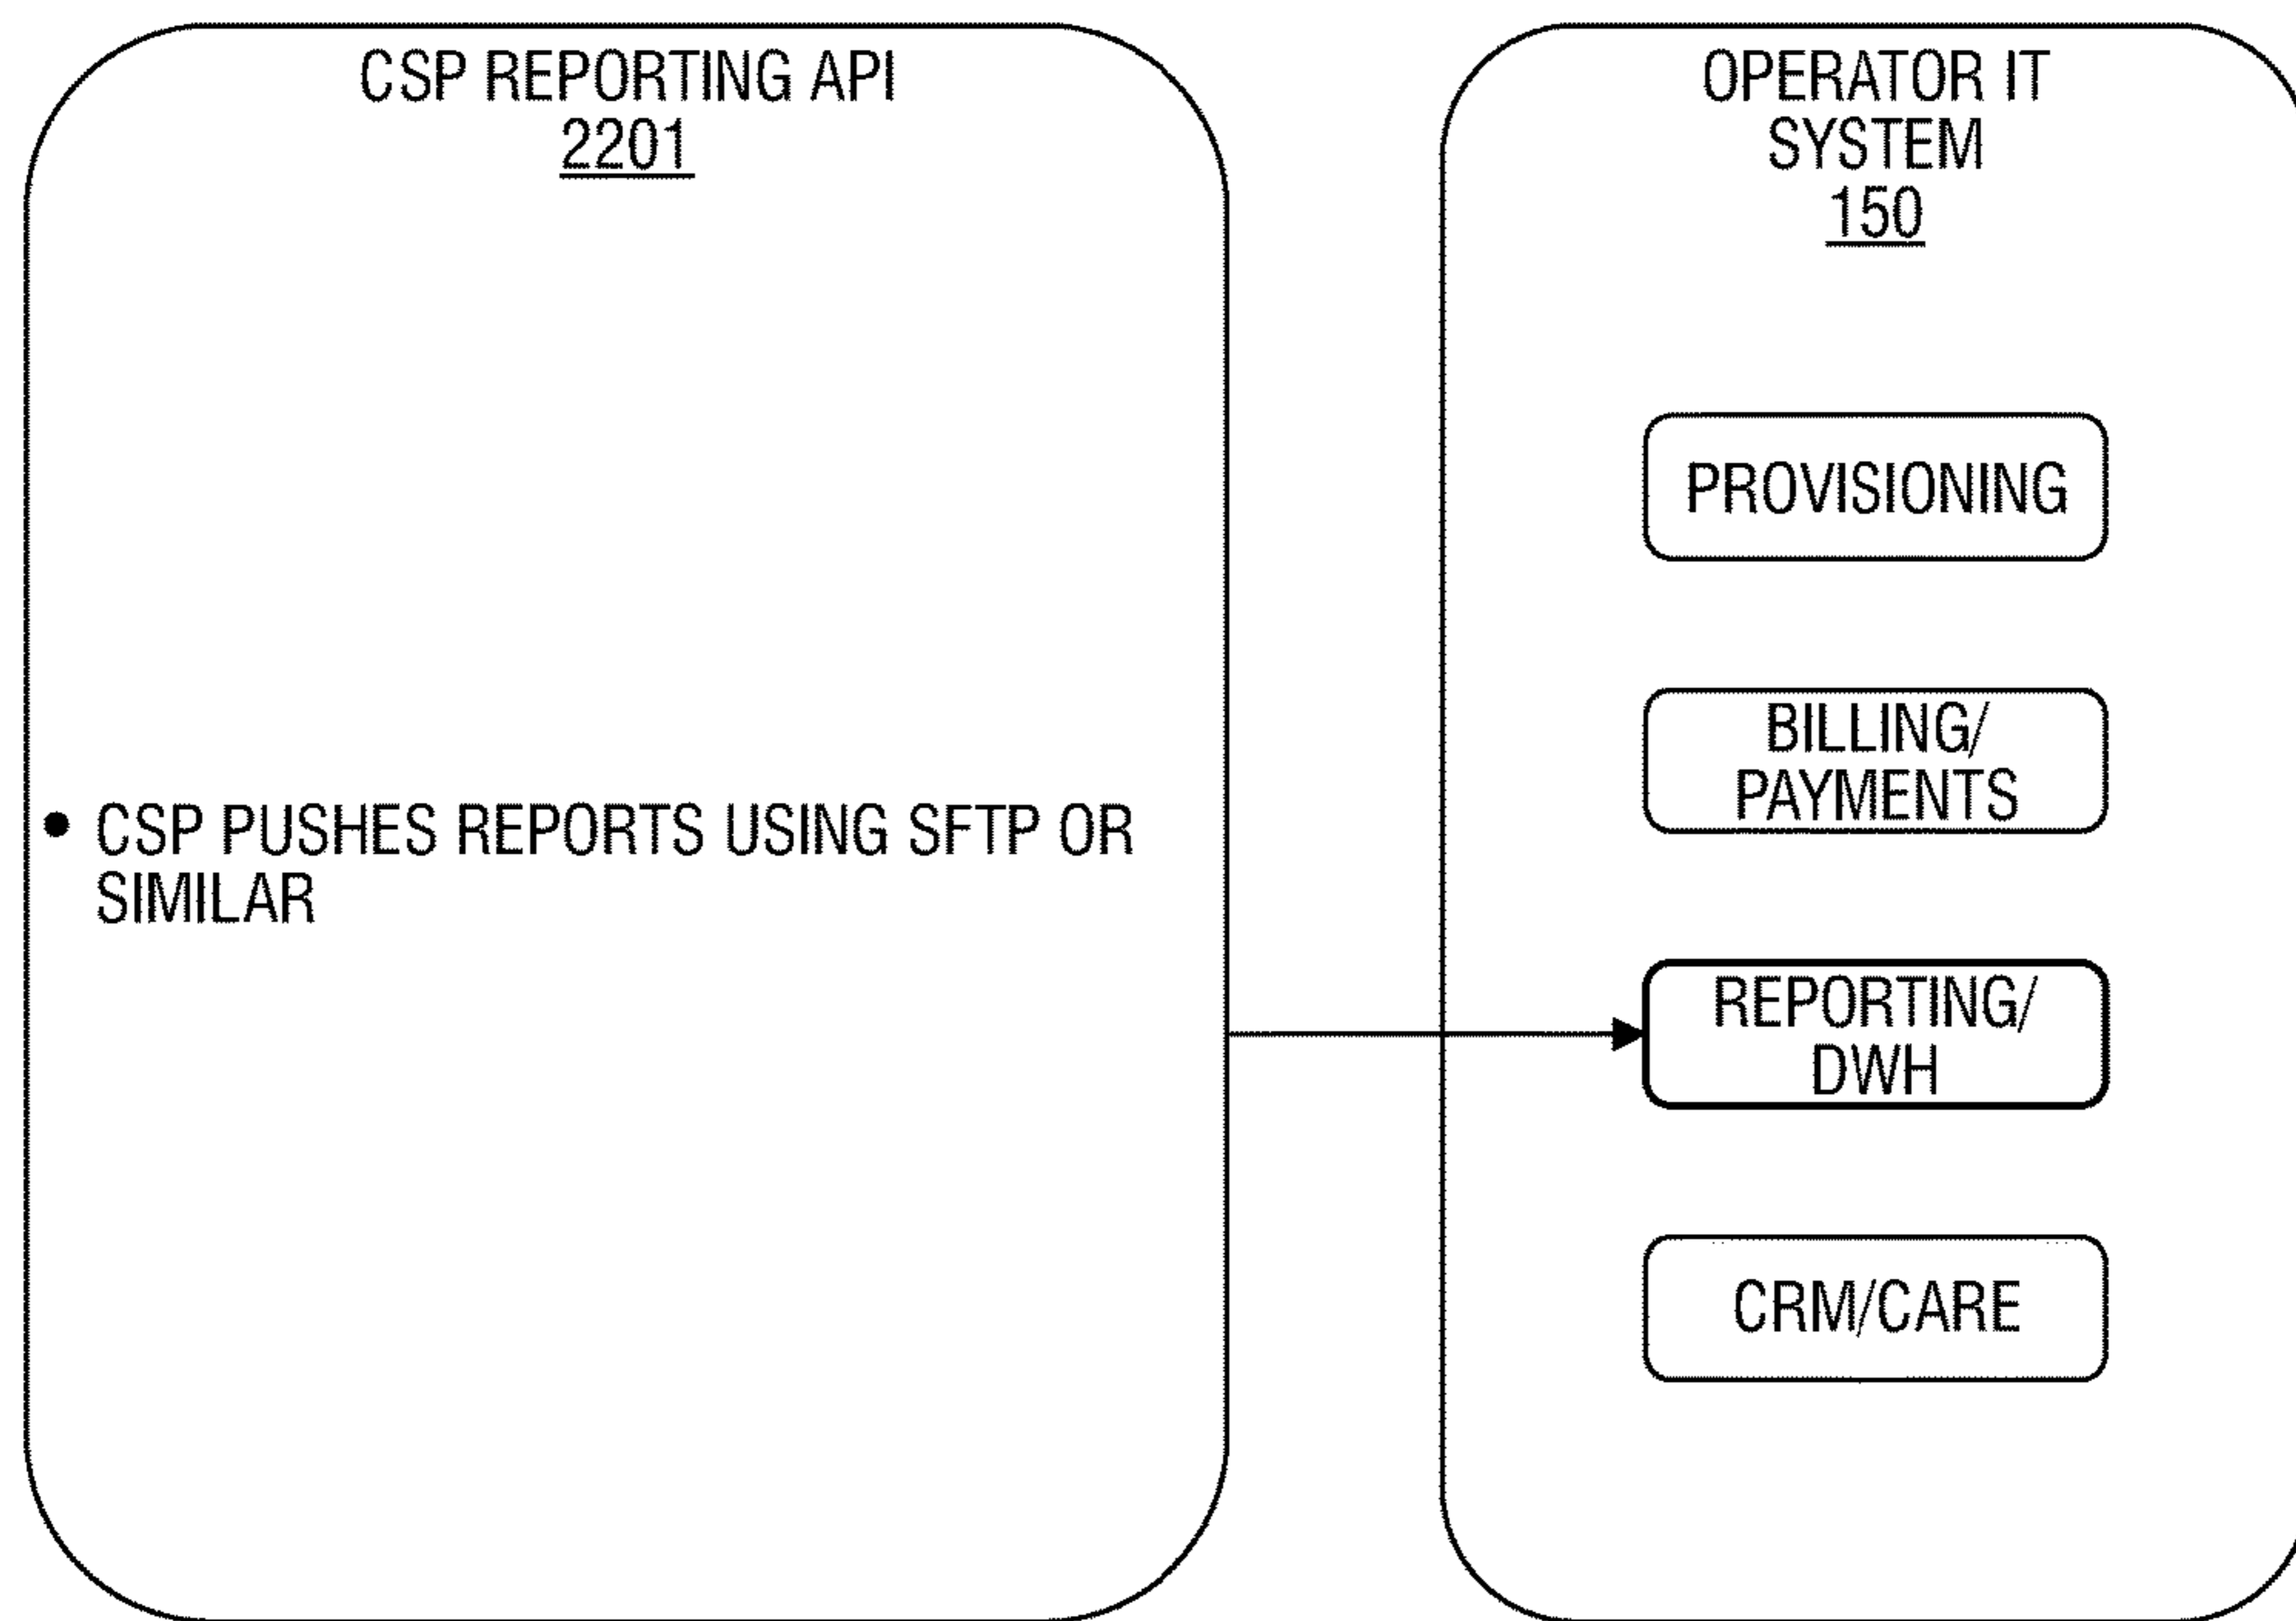 CSP REPORTING API
2201
• CSP PUSHES REPORTS USING SFTP OR
SIMILAR
OPERATOR IT
SYSTEM
150
PROVISIONING
BILLING/
PAYMENTS
REPORTING/
DWH
CRM/CARE